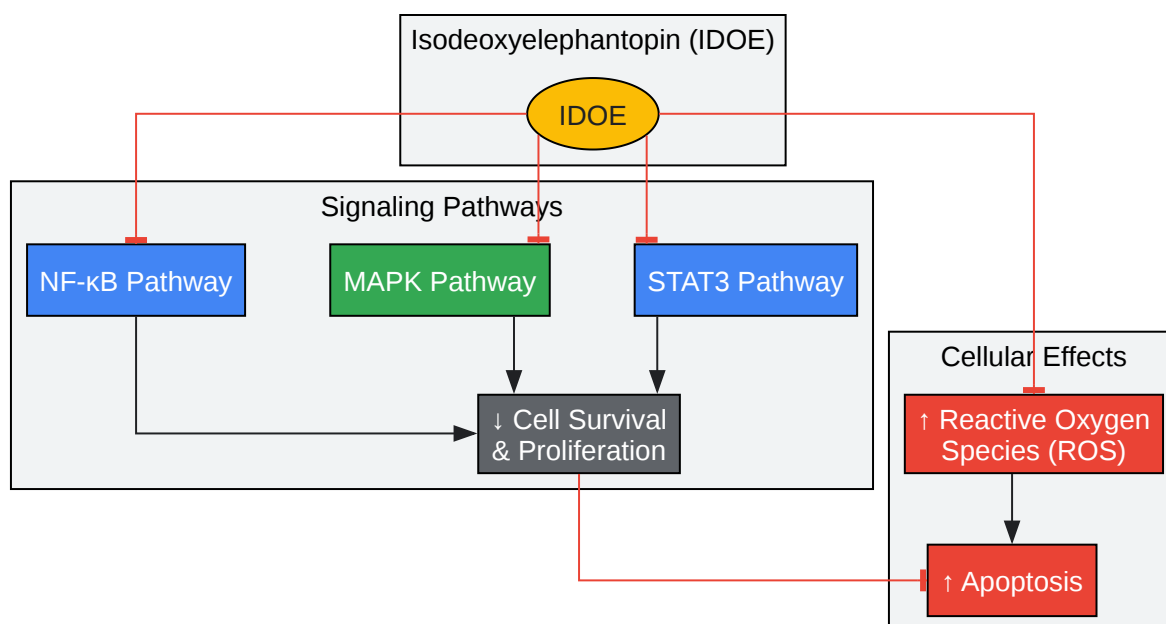 Isodeoxyelephantopin (IDOE)
IDOE
Signaling Pathways
NF-κB Pathway
MAPK Pathway
STAT3 Pathway
↓ Cell Survival
& Proliferation
Cellular Effects
↑ Reactive Oxygen
Species (ROS)
↑ Apoptosis